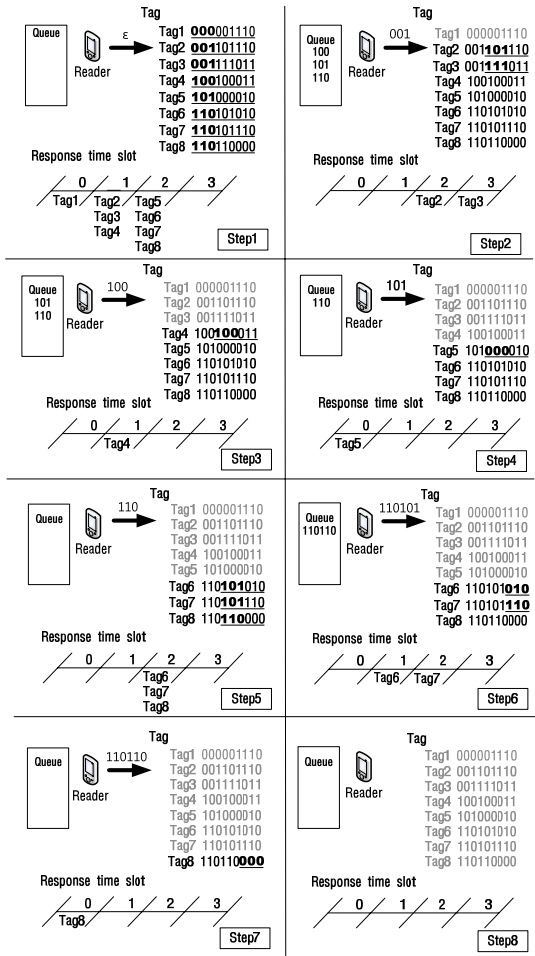 Tag
Queue
ε
Reader
Tag1 000001110
Tag2 001101110
Tag3 001111011
Tag4 100100011
Tag5 101000010
Tag6 110101010
Tag7 110101110
Tag8 110110000
Response time slot
0 1 2 3
Tag1 Tag2 Tag5
Tag3 Tag6
Tag4 Tag7
Tag8
Step1
Tag
Queue
100
101
110
001
Reader
Tag1 000001110
Tag2 001101110
Tag3 001111011
Tag4 100100011
Tag5 101000010
Tag6 110101010
Tag7 110101110
Tag8 110110000
Response time slot
0 1 2 3
Tag2 Tag3
Step2
Tag
Queue
101
110
100
Reader
Tag1 000001110
Tag2 001101110
Tag3 001111011
Tag4 100100011
Tag5 101000010
Tag6 110101010
Tag7 110101110
Tag8 110110000
Response time slot
0 1 2 3
Tag4
Step3
Tag
Queue
110
101
Reader
Tag1 000001110
Tag2 001101110
Tag3 001111011
Tag4 100100011
Tag5 101000010
Tag6 110101010
Tag7 110101110
Tag8 110110000
Response time slot
0 1 2 3
Tag5
Step4
Tag
Queue
110
Reader
Tag1 000001110
Tag2 001101110
Tag3 001111011
Tag4 100100011
Tag5 101000010
Tag6 110101010
Tag7 110101110
Tag8 110110000
Response time slot
0 1 2 3
Tag6
Tag7
Tag8
Step5
Tag
Queue
110110
110101
Reader
Tag1 000001110
Tag2 001101110
Tag3 001111011
Tag4 100100011
Tag5 101000010
Tag6 110101010
Tag7 110101110
Tag8 110110000
Response time slot
0 1 2 3
Tag6 Tag7
Step6
Tag
Queue
110110
Reader
Tag1 000001110
Tag2 001101110
Tag3 001111011
Tag4 100100011
Tag5 101000010
Tag6 110101010
Tag7 110101110
Tag8 110110000
Response time slot
0 1 2 3
Tag8
Step7
Tag
Queue
Reader
Tag1 000001110
Tag2 001101110
Tag3 001111011
Tag4 100100011
Tag5 101000010
Tag6 110101010
Tag7 110101110
Tag8 110110000
Response time slot
0 1 2 3
Step8